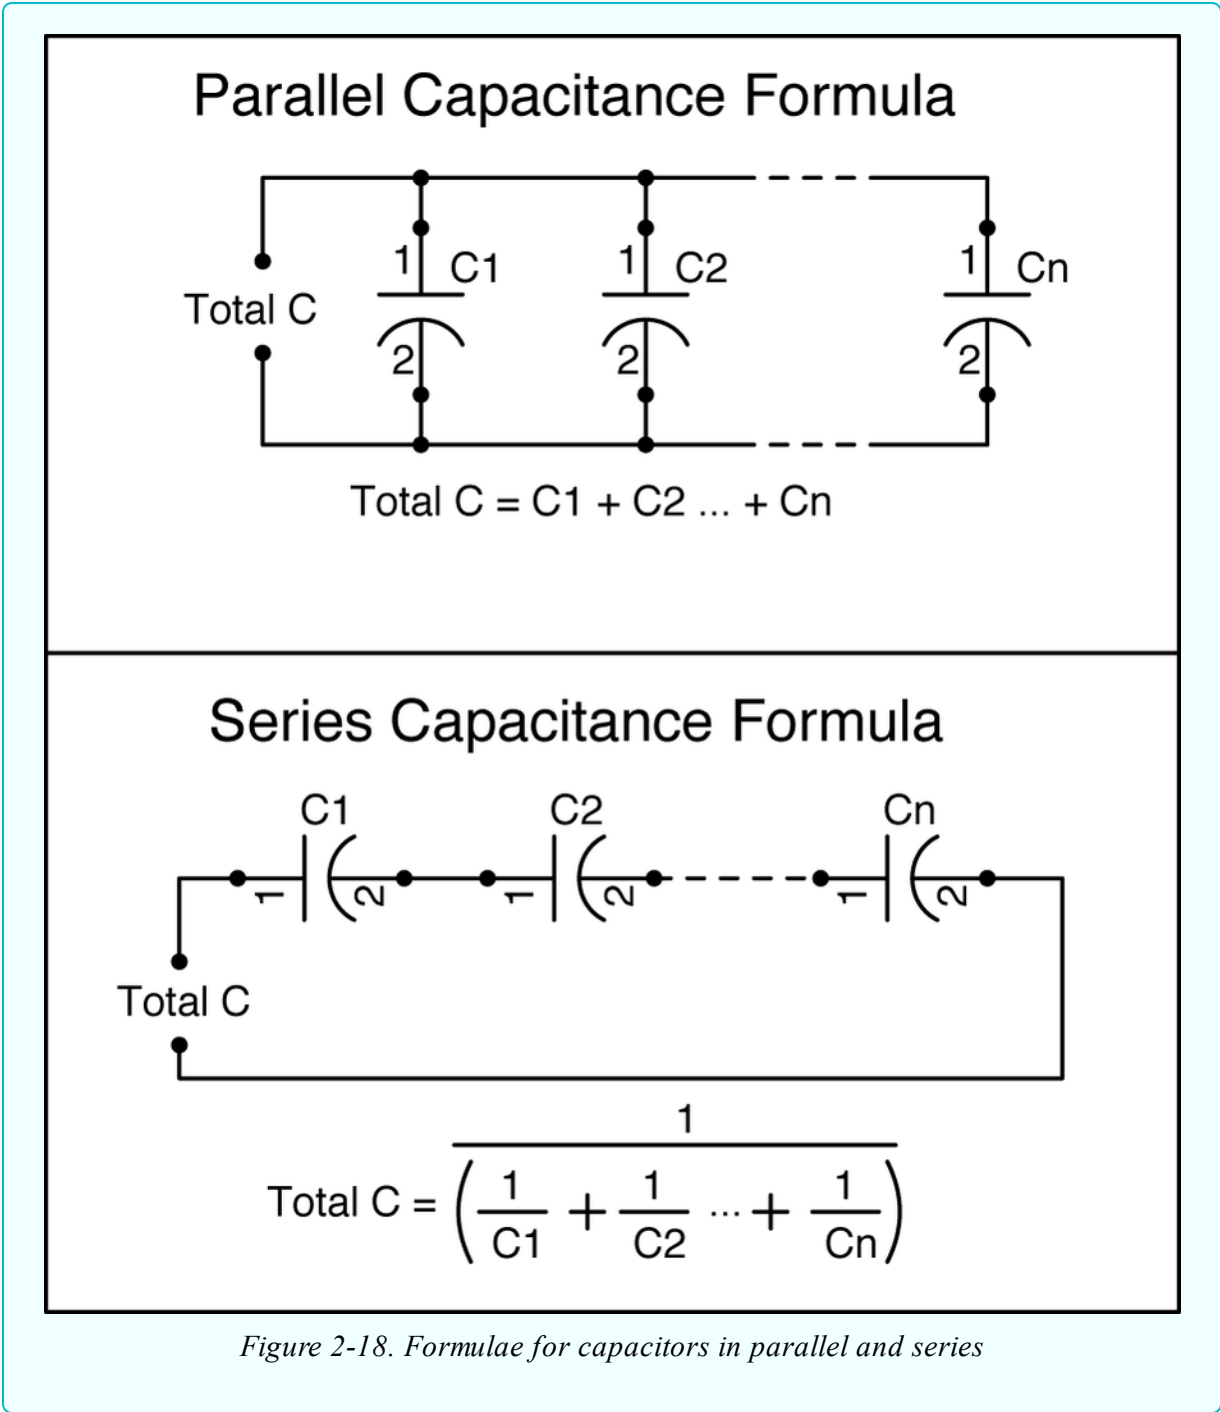 Parallel Capacitance Formula
1 C1 1 C2 1 Cn
Total C
2 2 2
Total C = C1 + C2 ... + Cn
Series Capacitance Formula
C1 C2 Cn
1 2 1 2 1 2
Total C
1
Total C = ( 1 + 1 ... + 1 )
C1 C2 Cn
Figure 2-18. Formulae for capacitors in parallel and series